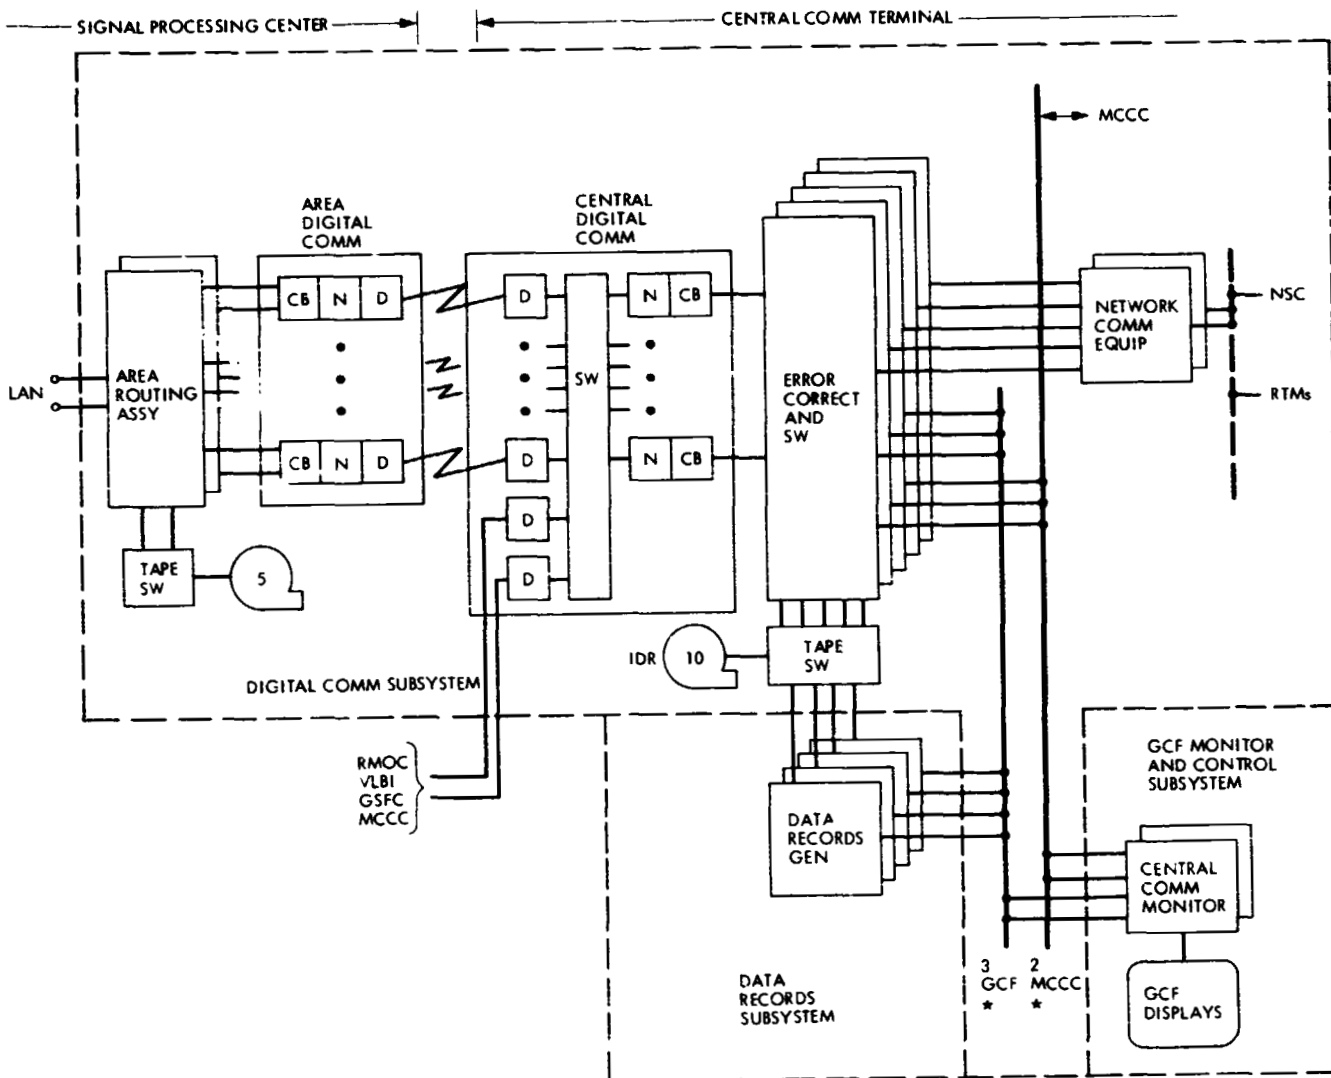 SIGNAL PROCESSING CENTER
CENTRAL COMM TERMINAL
MCCC
AREA
DIGITAL
COMM
CENTRAL
DIGITAL
COMM
CB N D
D
N CB
NETWORK
COMM
EQUIP
NSC
LAN
AREA
ROUTING
ASSY
SW
ERROR
CORRECT
AND
SW
RTMs
CB N D
D
N CB
D
D
TAPE
SW
5
IDR
10
TAPE
SW
DIGITAL COMM SUBSYSTEM
RMOC
VLBI
GSFC
MCCC
DATA
RECORDS
GEN
GCF MONITOR
AND CONTROL
SUBSYSTEM
CENTRAL
COMM
MONITOR
DATA
RECORDS
SUBSYSTEM
3
GCF
*
2
MCCC
*
GCF
DISPLAYS